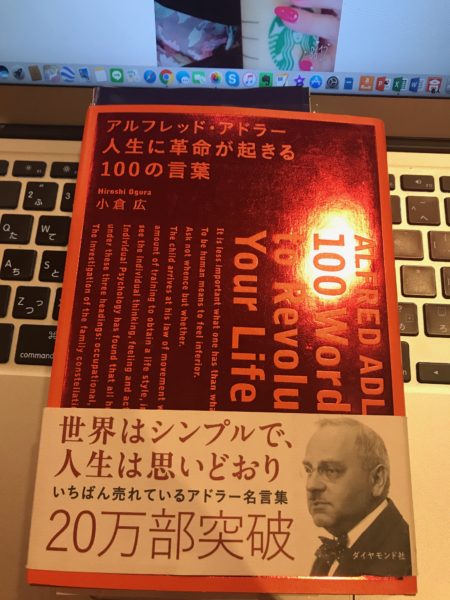 アルフレッド・アドラー
人生に革命が起きる
100の言葉
Hiroshi Ogura
小倉 広
ALFRED ADL
100 Word
to Revolu
Your Life
It is less important what one has than wha
To be human means to feel inferior.
Ask not whence but whether.
The child arrives at his law of movement w
amount of training to obtain a life style, i
see the individual thinking, feeling and ac
Individual Psychology has found that all h
under these three headings: occupational,
The investigation of the family constellati
世界はシンプルで、
人生は思いどおり
いちばん売れているアドラー名言集
20万部突破
ダイヤモンド社
control
command